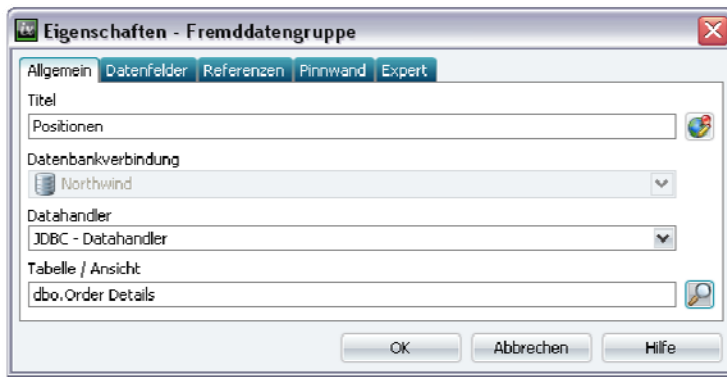 Eigenschaften - Fremddatengruppe
Allgemein Datenfelder Referenzen Pinnwand Expert
Titel
Positionen
Datenbankverbindung
Northwind
Datahandler
JDBC - Datahandler
Tabelle / Ansicht
dbo.Order Details
OK Abbrechen Hilfe